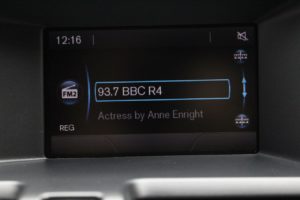 12:16
FM2
93.7 BBC R4
Actress by Anne Enright
REG